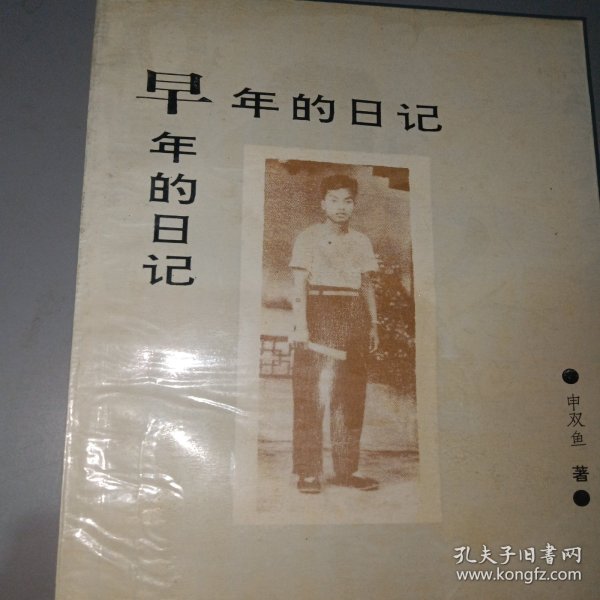 早年的日记
年的日记
申双鱼 著
孔夫子旧书网
www.kongfz.com